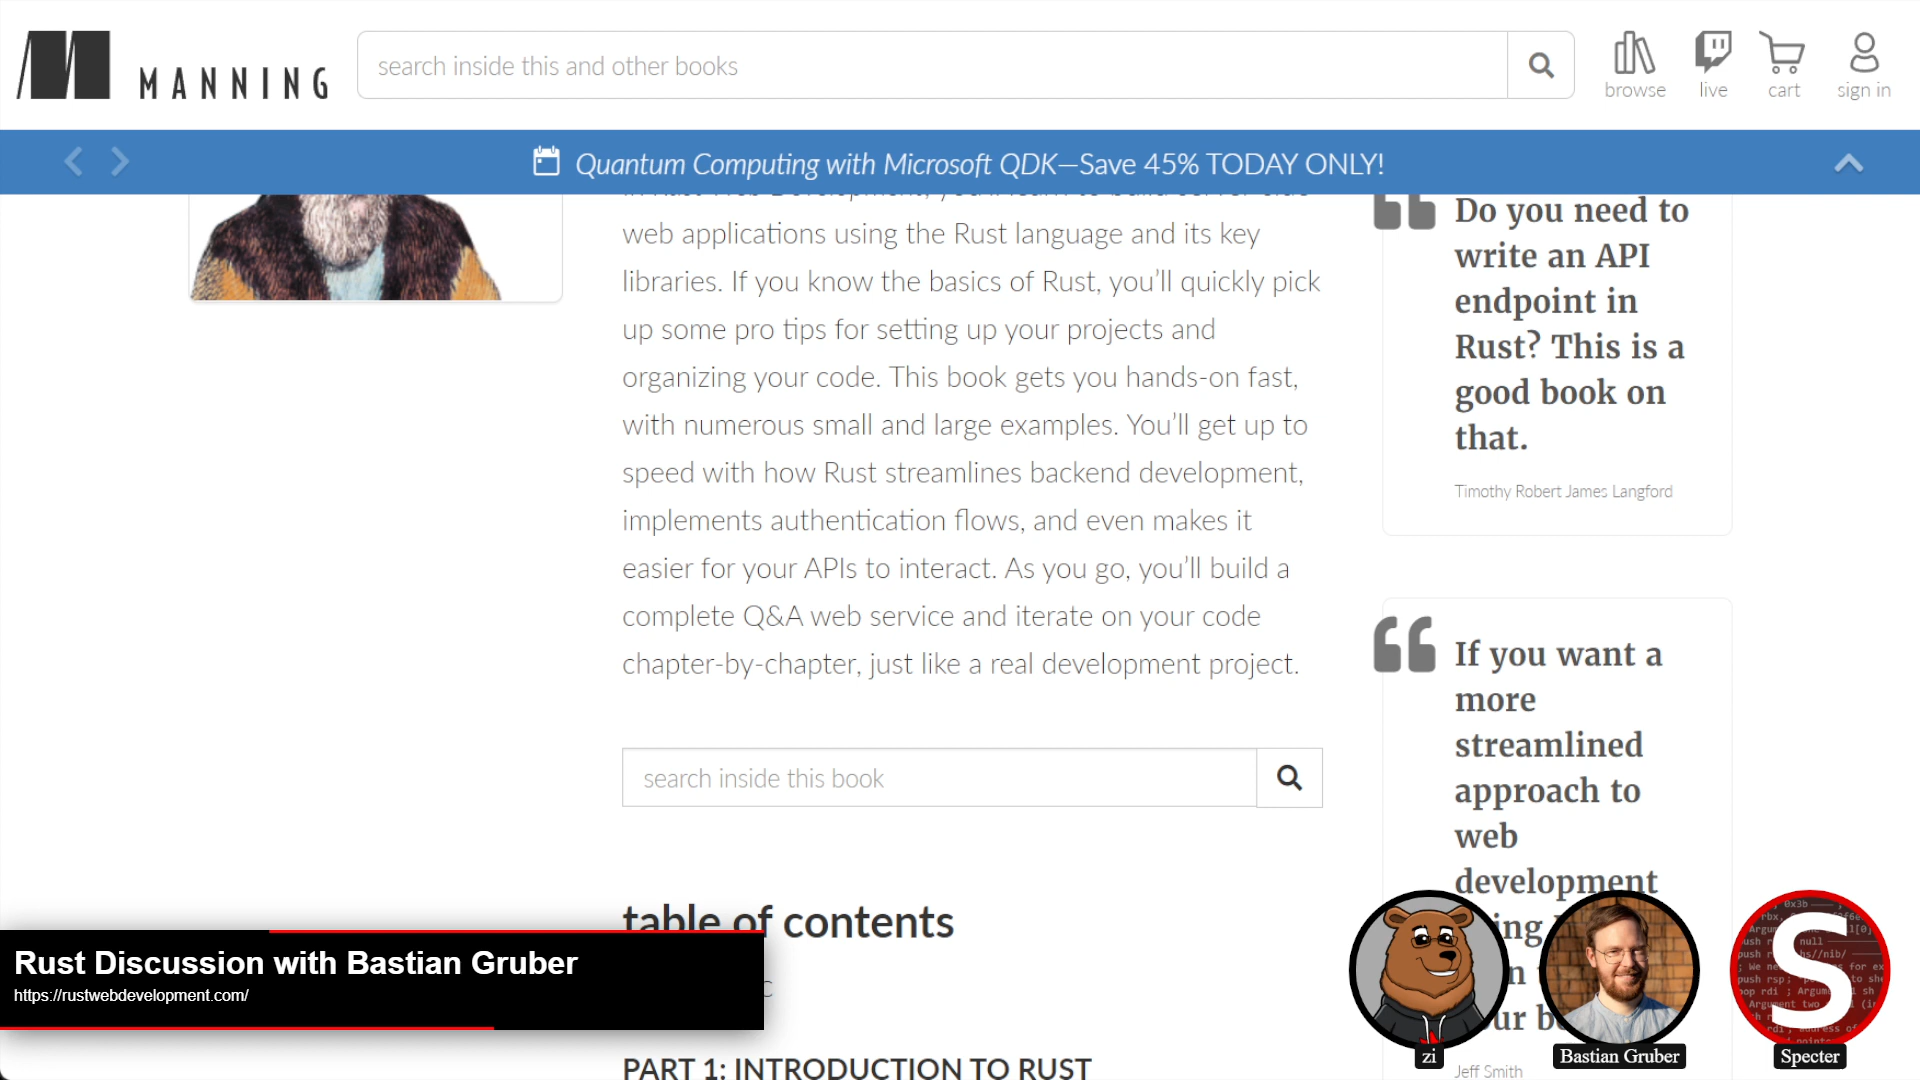 MANNING
search inside this and other books
browse
live
cart
sign in
Quantum Computing with Microsoft QDK—Save 45% TODAY ONLY!
web applications using the Rust language and its key
libraries. If you know the basics of Rust, you’ll quickly pick
up some pro tips for setting up your projects and
organizing your code. This book gets you hands-on fast,
with numerous small and large examples. You’ll get up to
speed with how Rust streamlines backend development,
implements authentication flows, and even makes it
easier for your APIs to interact. As you go, you’ll build a
complete Q&A web service and iterate on your code
chapter-by-chapter, just like a real development project.
search inside this book
table of contents
PART 1: INTRODUCTION TO RUST
Do you need to
write an API
endpoint in
Rust? This is a
good book on
that.
Timothy Robert James Langford
If you want a
more
streamlined
approach to
web
development
Jeff Smith
Rust Discussion with Bastian Gruber
https://rustwebdevelopment.com/
zi
Bastian Gruber
S
Specter